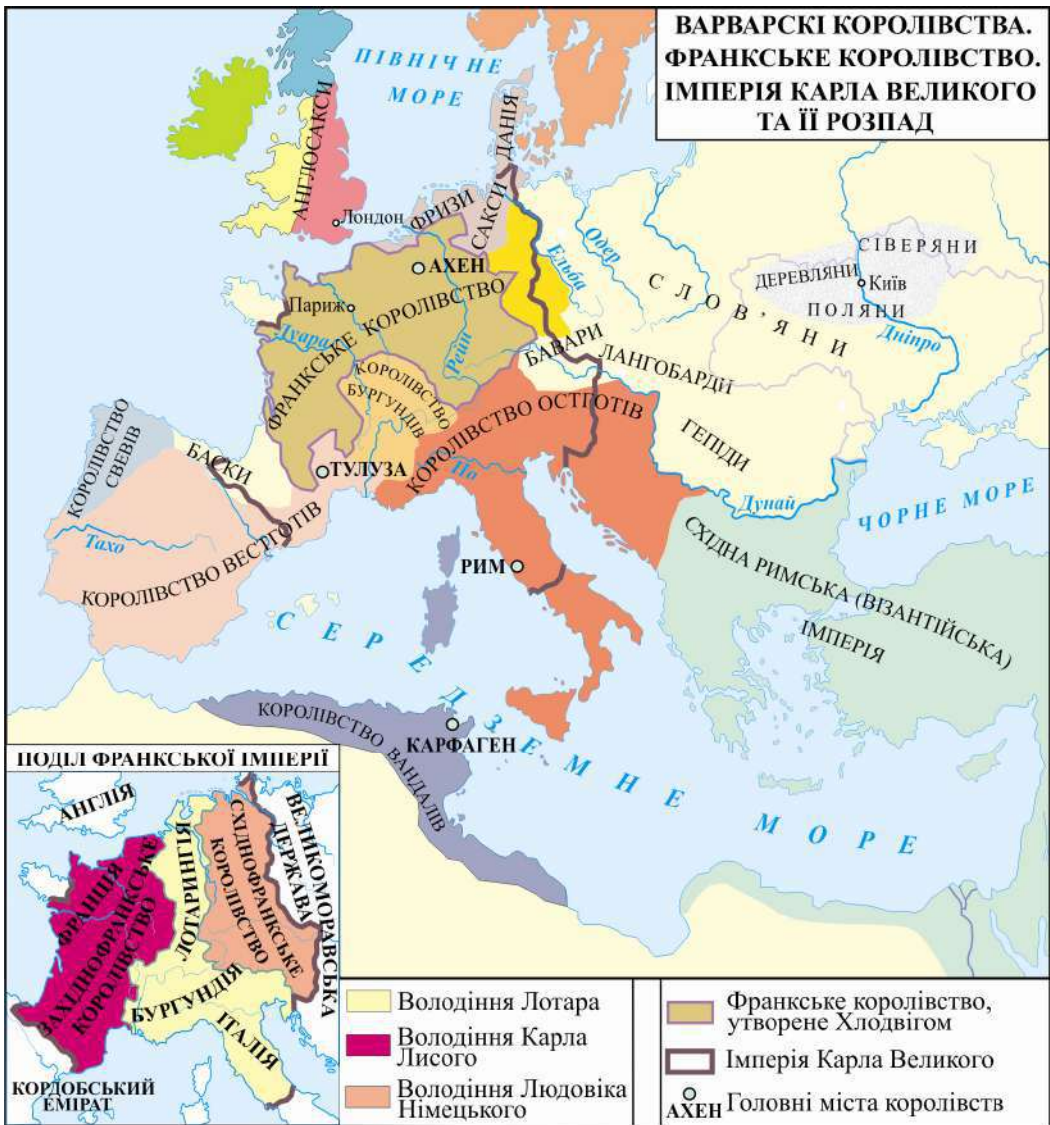 ВАРВАРСКІ КОРОЛІВСТВА.
ФРАНКСЬКЕ КОРОЛІВСТВО.
ІМПЕРІЯ КАРЛА ВЕЛИКОГО
ТА ЇЇ РОЗПАД
ПІВНІЧНЕ
МОРЕ
АНГЛОСАКСИ
Лондон
ДАНІЯ
ФРИЗИ
САКСИ
АХЕН
Ельба
Одер
СЛОВ'ЯНИ
СІВЕРЯНИ
ДЕРЕВЛЯНИ
Київ
ПОЛЯНИ
Дніпро
Париж
Луара
ФРАНКСЬКЕ КОРОЛІВСТВО
Рейн
БАВАРИ
ЛАНГОБАРДИ
КОРОЛІВСТВО
БУРГУНДІВ
КОРОЛІВСТВО ОСТГОТІВ
ГЕПІДИ
КОРОЛІВСТВО
СВЕВІВ
БАСКИ
ТУЛУЗА
По
Дунай
ЧОРНЕ МОРЕ
Тахо
КОРОЛІВСТВО ВЕСТГОТІВ
РИМ
СХІДНА РИМСЬКА (ВІЗАНТІЙСЬКА)
ІМПЕРІЯ
СЕРЕДЗЕМНЕ МОРЕ
КОРОЛІВСТВО ВАНДАЛІВ
КАРФАГЕН
ПОДІЛ ФРАНКСЬКОЇ ІМПЕРІЇ
АНГЛІЯ
ФРАНЦІЯ
ЗАХІДНОФРАНКСЬКЕ
КОРОЛІВСТВО
ЛОТАРИНГІЯ
СХІДНОФРАНКСЬКЕ
КОРОЛІВСТВО
ВЕЛИКОМОРАВСЬКА
ДЕРЖАВА
БУРГУНДІЯ
ІТАЛІЯ
КОРДОБСЬКИЙ
ЕМІРАТ
Володіння Лотара
Володіння Карла
Лисого
Володіння Людовіка
Німецького
Франкське королівство,
утворене Хлодвігом
Імперія Карла Великого
АХЕН Головні міста королівств